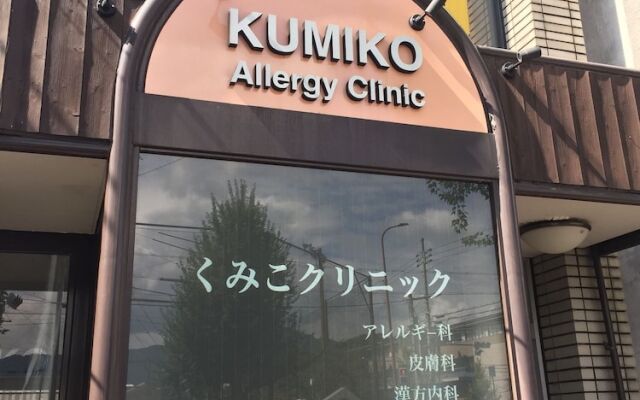 KUMIKO
Allergy Clinic
くみこクリニック
アレルギー科
皮膚科
漢方内科